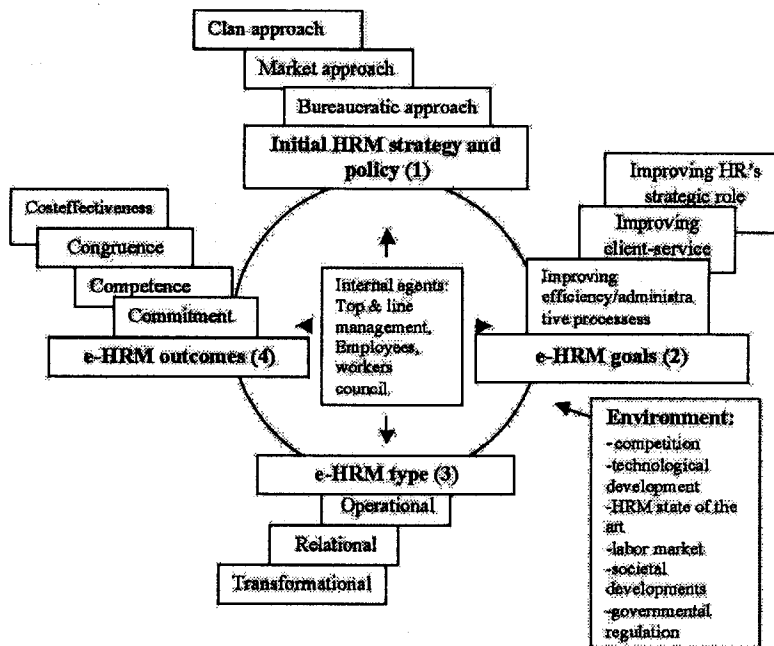 Clan approach
Market approach
Bureaucratic approach
Initial HRM strategy and
policy (1)
Improving HR's
strategic role
Improving
client-service
Improving
efficiency/administra
tive processess
e-HRM goals (2)
Costeffectiveness
Congruence
Competence
Commitment
e-HRM outcomes (4)
Internal agents:
Top & line
management,
Employees,
workers
council,
Environment:
-competition
-technological
development
-HRM state of the
art
-labor market
-societal
developments
-governmental
regulation
e-HRM type (3)
Operational
Relational
Transformational